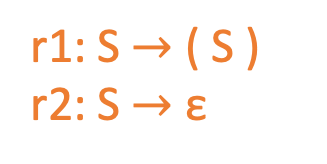 r1: S → ( S )
r2: S → ε